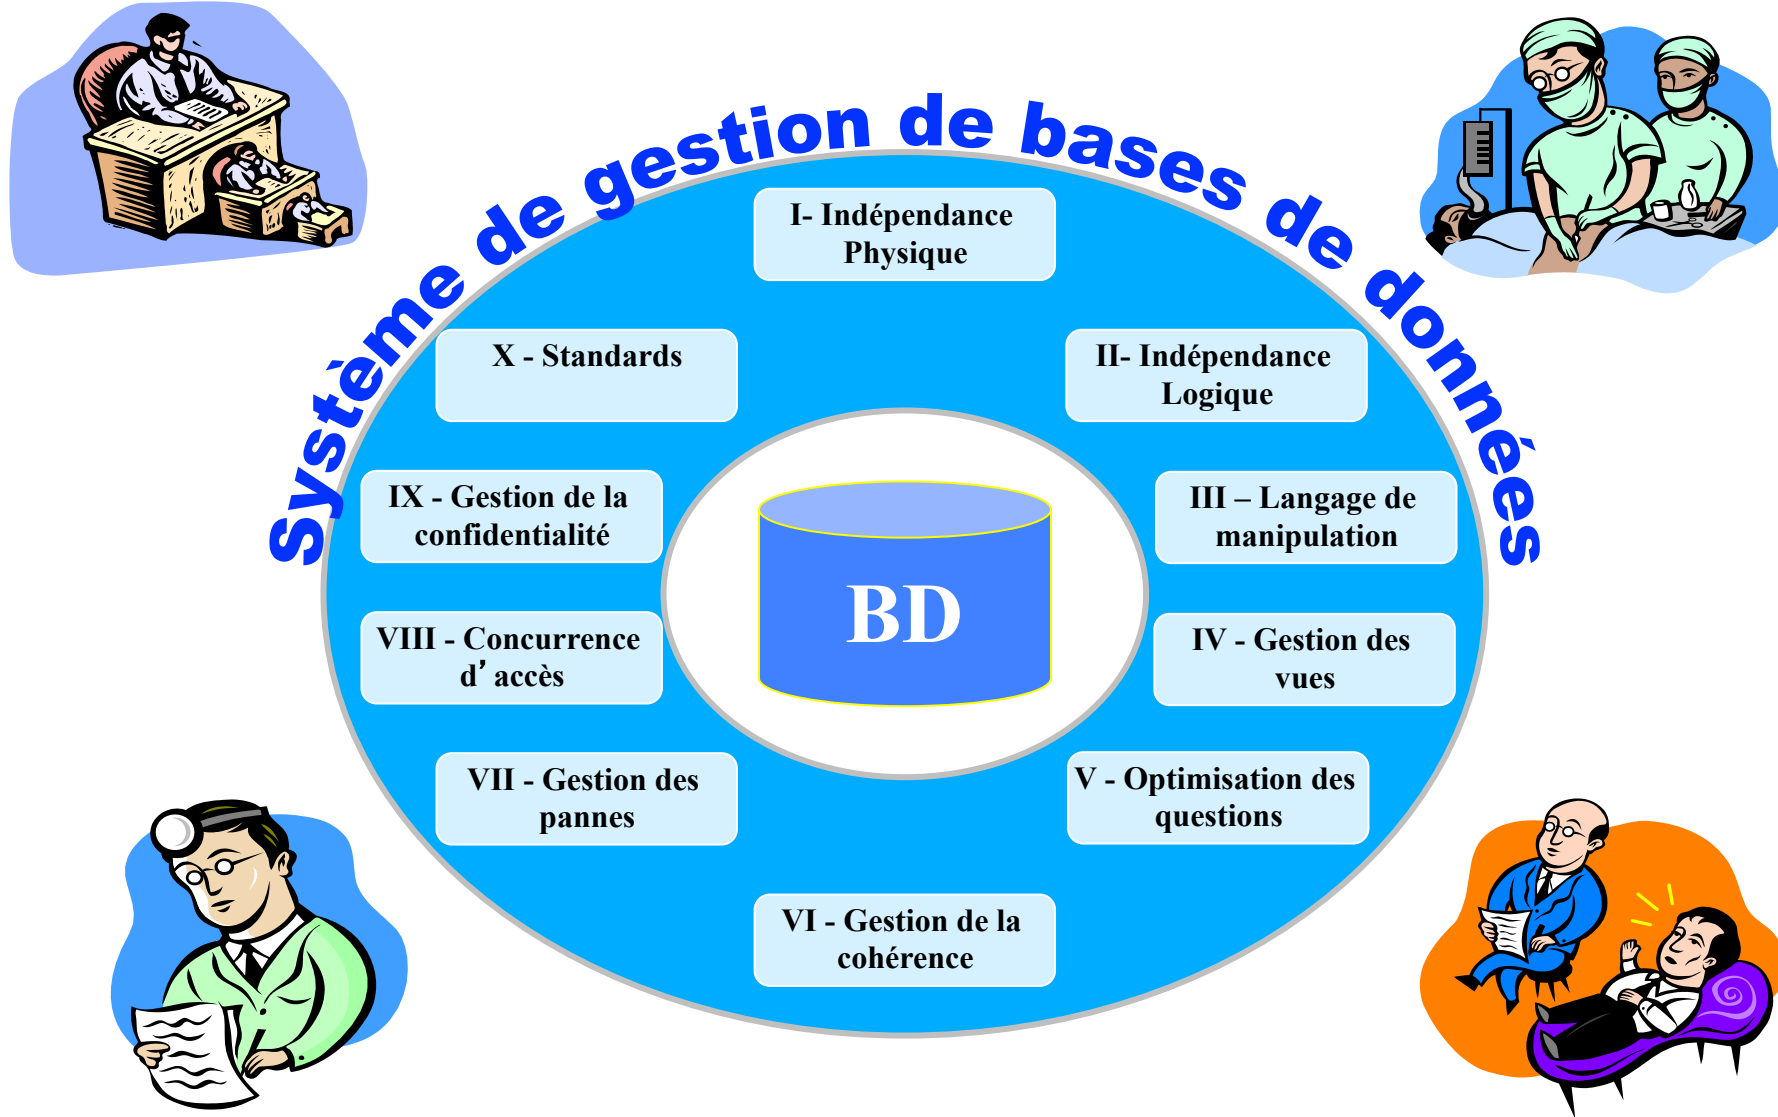 Système de gestion de bases de données
I- Indépendance
Physique
II- Indépendance
Logique
III – Langage de
manipulation
IV - Gestion des
vues
V - Optimisation des
questions
VI - Gestion de la
cohérence
VII - Gestion des
pannes
VIII - Concurrence
d’ accès
IX - Gestion de la
confidentialité
X - Standards
BD